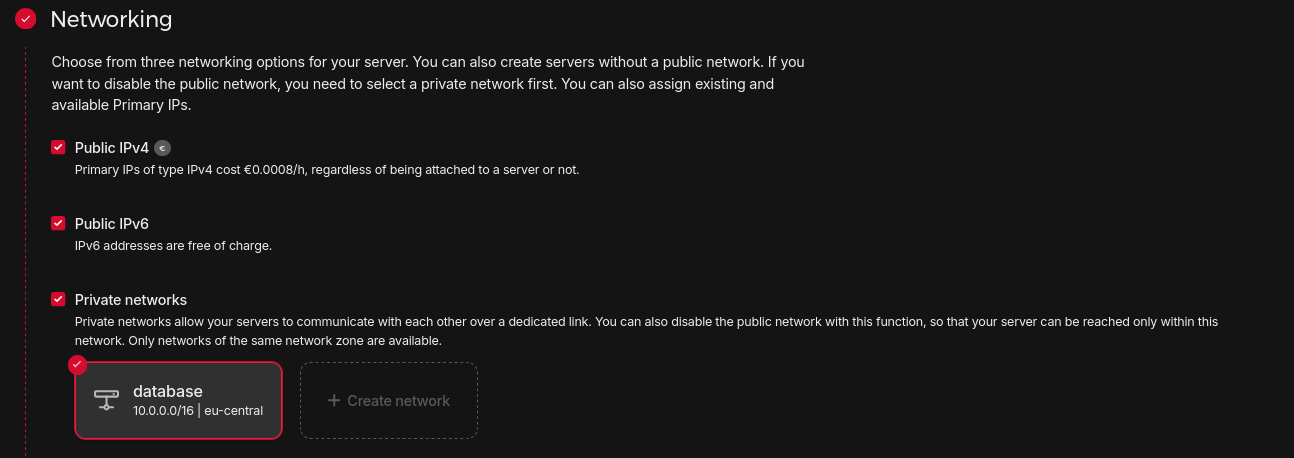 Networking
Choose from three networking options for your server. You can also create servers without a public network. If you
want to disable the public network, you need to select a private network first. You can also assign existing and
available Primary IPs.
Public IPv4 €
Primary IPs of type IPv4 cost €0.0008/h, regardless of being attached to a server or not.
Public IPv6
IPv6 addresses are free of charge.
Private networks
Private networks allow your servers to communicate with each other over a dedicated link. You can also disable the public network with this function, so that your server can be reached only within this
network. Only networks of the same network zone are available.
database
10.0.0.0/16 | eu-central
+ Create network